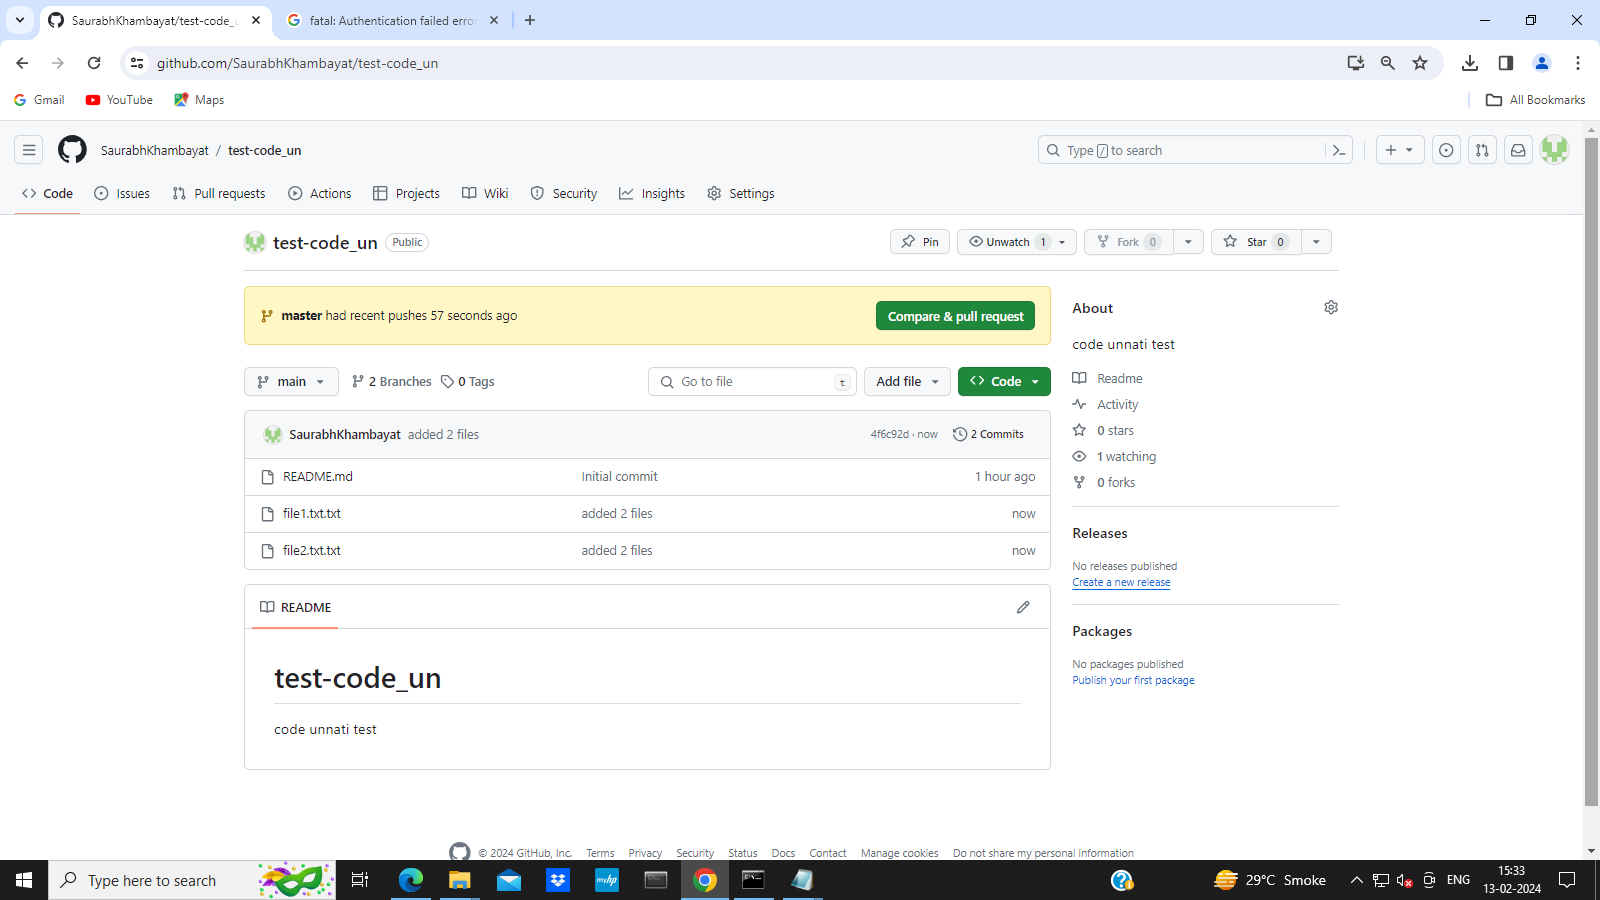 SaurabhKhambayat/test-code_u
fatal: Authentication failed erro
github.com/SaurabhKhambayat/test-code_un
Gmail YouTube Maps All Bookmarks
SaurabhKhambayat / test-code_un Type / to search
Code Issues Pull requests Actions Projects Wiki Security Insights Settings
test-code_un Public Pin Unwatch 1 Fork 0 Star 0
master had recent pushes 57 seconds ago Compare & pull request
main 2 Branches 0 Tags Go to file t Add file Code
SaurabhKhambayat added 2 files 4f6c92d · now 2 Commits
README.md Initial commit 1 hour ago
file1.txt.txt added 2 files now
file2.txt.txt added 2 files now
README
test-code_un
code unnati test
About
code unnati test
Readme
Activity
0 stars
1 watching
0 forks
Releases
No releases published
Create a new release
Packages
No packages published
Publish your first package
© 2024 GitHub, Inc. Terms Privacy Security Status Docs Contact Manage cookies Do not share my personal information
Type here to search myhp 29°C Smoke ENG 15:33
13-02-2024